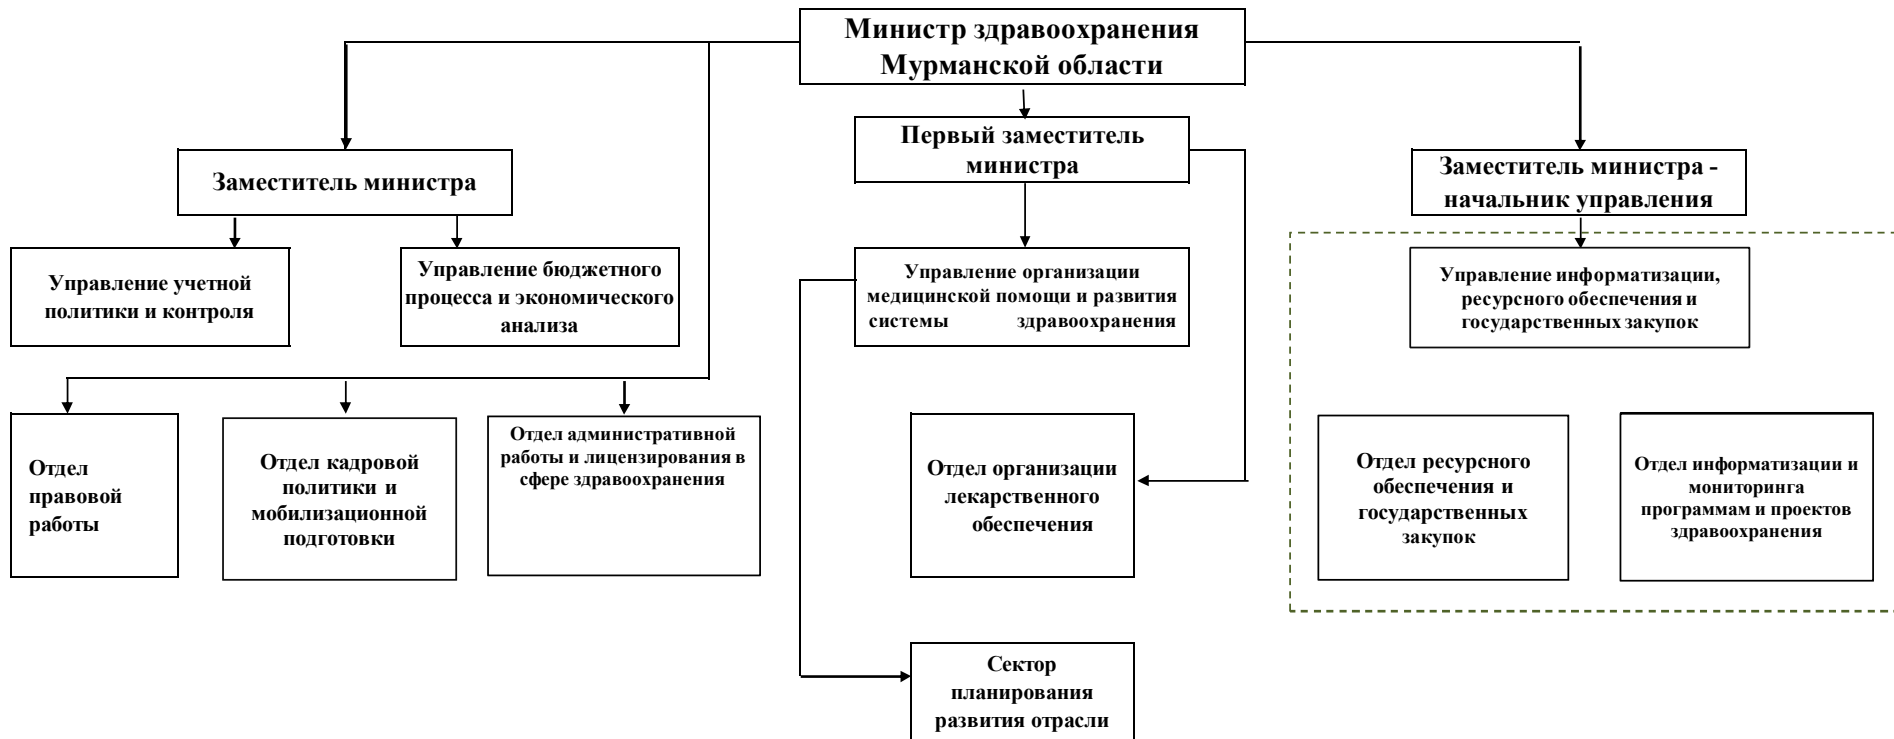 Министр здравоохранения
Мурманской области
Первый заместитель
министра
Заместитель министра
Заместитель министра -
начальник управления
Управление учетной
политики и контроля
Управление бюджетного
процесса и экономического
анализа
Управление организации
медицинской помощи и развития
системы здравоохранения
Управление информатизации,
ресурсного обеспечения и
государственных закупок
Отдел
правовой
работы
Отдел кадровой
политики и
мобилизационной
подготовки
Отдел административной
работы и лицензирования в
сфере здравоохранения
Отдел организации
лекарственного
обеспечения
Отдел ресурсного
обеспечения и
государственных
закупок
Отдел информатизации и
мониторинга
программам и проектов
здравоохранения
Сектор
планирования
развития отрасли